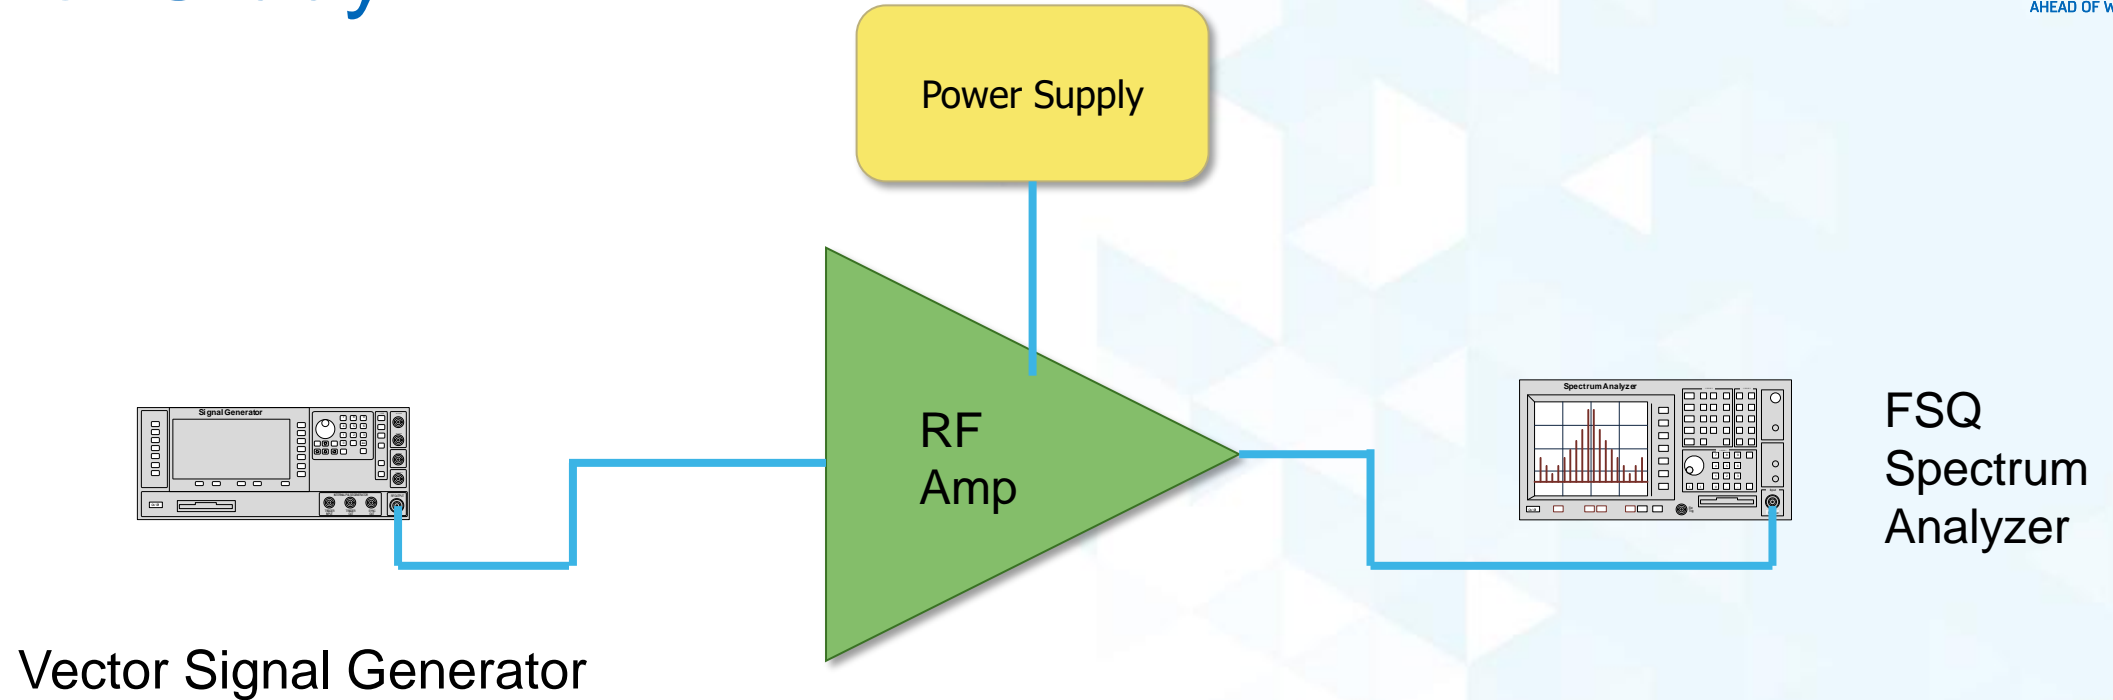 AHEAD OF
Power Supply
Signal Generator
RF
Amp
Spectrum Analyzer
FSQ
Spectrum
Analyzer
Vector Signal Generator